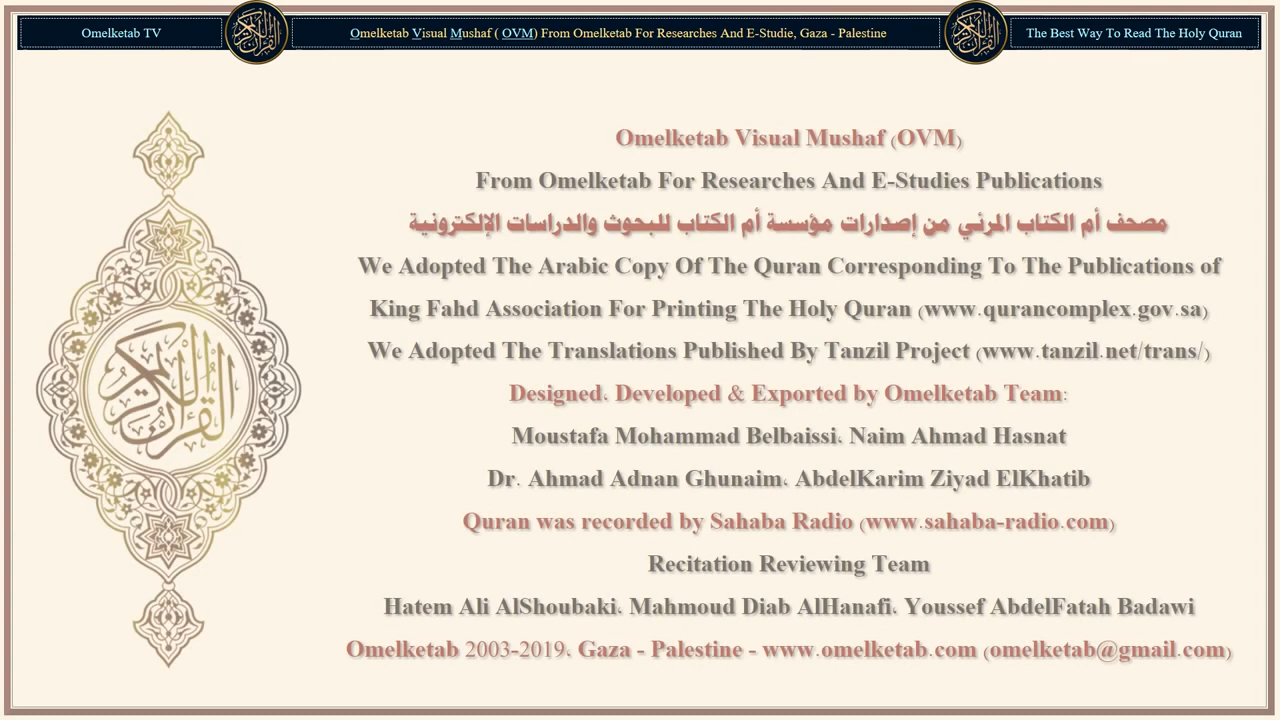 Omelketab TV
Omelketab Visual Mushaf ( OVM) From Omelketab For Researches And E-Studie, Gaza - Palestine
The Best Way To Read The Holy Quran
القرآن الكريم
Omelketab Visual Mushaf (OVM)
From Omelketab For Researches And E-Studies Publications
مصحف أم الكتاب المرئي من إصدارات مؤسسة أم الكتاب للبحوث والدراسات الإلكترونية
We Adopted The Arabic Copy Of The Quran Corresponding To The Publications of
King Fahd Association For Printing The Holy Quran (www.qurancomplex.gov.sa)
We Adopted The Translations Published By Tanzil Project (www.tanzil.net/trans/)
Designed، Developed & Exported by Omelketab Team:
Moustafa Mohammad Belbaissi، Naim Ahmad Hasnat
Dr. Ahmad Adnan Ghunaim، AbdelKarim Ziyad ElKhatib
Quran was recorded by Sahaba Radio (www.sahaba-radio.com)
Recitation Reviewing Team
Hatem Ali AlShoubaki، Mahmoud Diab AlHanafi، Youssef AbdelFatah Badawi
Omelketab 2003-2019، Gaza - Palestine - www.omelketab.com (omelketab@gmail.com)